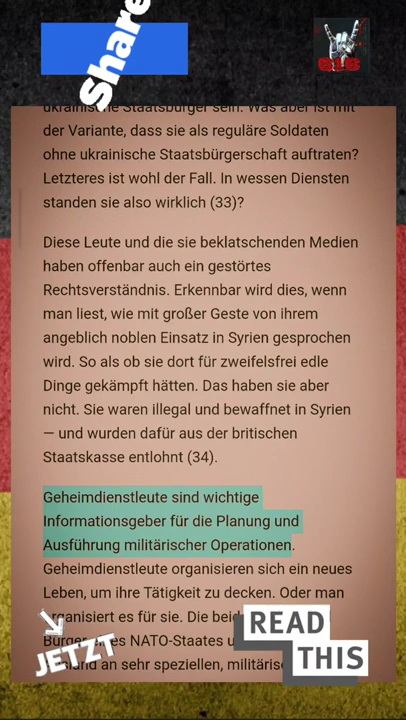 Share
SLS
ukrainische Staatsbürger sein. Was aber ist mit
der Variante, dass sie als reguläre Soldaten
ohne ukrainische Staatsbürgerschaft auftraten?
Letzteres ist wohl der Fall. In wessen Diensten
standen sie also wirklich (33)?
Diese Leute und die sie beklatschenden Medien
haben offenbar auch ein gestörtes
Rechtsverständnis. Erkennbar wird dies, wenn
man liest, wie mit großer Geste von ihrem
angeblich noblen Einsatz in Syrien gesprochen
wird. So als ob sie dort für zweifelsfrei edle
Dinge gekämpft hätten. Das haben sie aber
nicht. Sie waren illegal und bewaffnet in Syrien
— und wurden dafür aus der britischen
Staatskasse entlohnt (34).
Geheimdienstleute sind wichtige
Informationsgeber für die Planung und
Ausführung militärischer Operationen.
Geheimdienstleute organisieren sich ein neues
Leben, um ihre Tätigkeit zu decken. Oder man
organisiert es für sie. Die
NATO-Staates
an sehr speziellen,
JETZT
READ
THIS